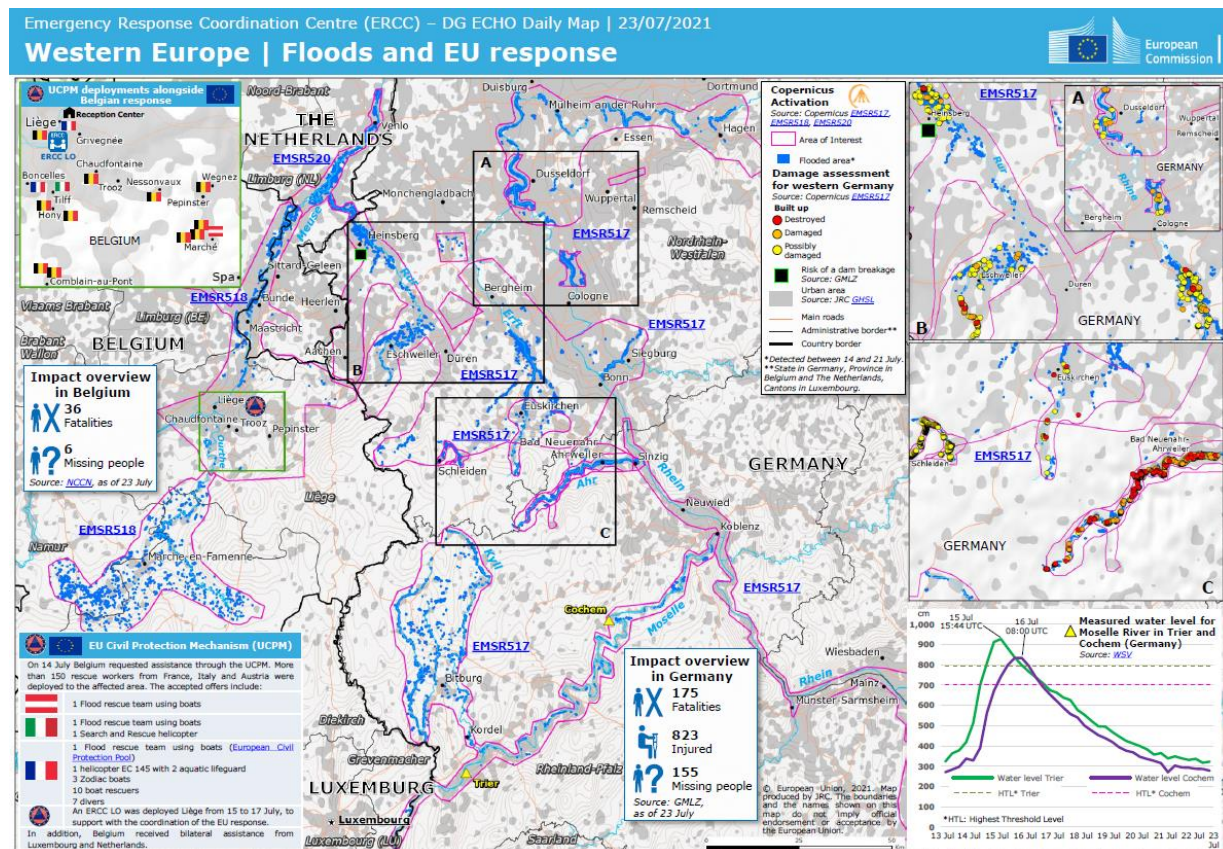 Emergency Response Coordination Centre (ERCC) – DG ECHO Daily Map | 23/07/2021
Western Europe | Floods and EU response
European
Commission
UCPM deployments alongside
Belgian response
Reception Center
Liège
Grivegnée
ERCC
ERCC LO
Chaudfontaine
Boncelles
Trooz
Nessonvaux
Wegnez
Tilff
Pepinster
Hony
BELGIUM
Marché
Comblain-au-Pont
Spa
Noord-Brabant
THE
NETHERLANDS
Venlo
EMSR520
Limburg (NL)
Meuse
Duisburg
Mulheim an der Ruhr
Dortmund
Essen
Hagen
A
Dusseldorf
Monchengladbach
Wuppertal
Remscheid
EMSR517
Nordrhein-
Westfalen
Heinsberg
Rur
Sittard-Geleen
EMSR518
Bunde
Heerlen
Vlaams Brabant
Limburg (BE)
Maastricht
Brabant
Wallon
BELGIUM
Aachen
Bergheim
Cologne
Erft
Eschweiler
Düren
B
EMSR517
EMSR517
Siegburg
Bonn
Impact overview
in Belgium
36
Fatalities
6
Missing people
Source: NCCN, as of 23 July
Liège
Chaudfontaine
Trooz
Pepinster
Ourthe
Euskirchen
EMSR517
Bad Neuenahr-
Ahrweiler
Schleiden
Sinzig
Ahr
Rhein
GERMANY
Neuwied
Koblenz
C
Liège
EMSR518
Namur
Marche-en-Famenne
Kyll
EMSR517
Cochem
Moselle
EMSR517
Bitburg
Wiesbaden
Rhein
Mainz
Munster-Sarmsheim
Diekirch
Kordel
Grevenmacher
Trier
Rheinland-Pfalz
LUXEMBURG
Luxembourg
Luxembourg (LU)
Saarland
EU Civil Protection Mechanism (UCPM)
On 14 July Belgium requested assistance through the UCPM. More
than 150 rescue workers from France, Italy and Austria were
deployed to the affected area. The accepted offers include:
1 Flood rescue team using boats
1 Flood rescue team using boats
1 Search and Rescue helicopter
1 Flood rescue team using boats (European Civil
Protection Pool)
1 helicopter EC 145 with 2 aquatic lifeguard
3 Zodiac boats
10 boat rescuers
7 divers
An ERCC LO was deployed Liège from 15 to 17 July, to
support with the coordination of the EU response.
In addition, Belgium received bilateral assistance from
Luxembourg and Netherlands.
Impact overview
in Germany
175
Fatalities
823
Injured
155
Missing people
Source: GMLZ,
as of 23 July
© European Union, 2021. Map
produced by JRC. The boundaries
and the names shown on this
map do not imply official
endorsement or acceptance by
the European Union.
0 25 50
Km
Copernicus
Activation
Source: Copernicus EMSR517,
EMSR518, EMSR520
Area of Interest
Flooded area*
Damage assessment
for western Germany
Source: Copernicus EMSR517
Built up
Destroyed
Damaged
Possibly
damaged
Risk of a dam breakage
Source: GMLZ
Urban area
Source: JRC GHSL
Main roads
Administrative border**
Country border
*Detected between 14 and 21 July.
**State in Germany, Province in
Belgium and The Netherlands,
Cantons in Luxembourg.
EMSR517
Heinsberg
Rur
A
Dusseldorf
Wuppertal
Remscheid
GERMANY
Rhine
Bergheim
Cologne
Eschweiler
Düren
B
GERMANY
Euskirchen
EMSR517
Schleiden
Bad Neuenahr-
Ahrweiler
GERMANY
C
cm
15 Jul
15:44 UTC
16 Jul
08:00 UTC
Measured water level for
Moselle River in Trier and
Cochem (Germany)
Source: WSV
1,000
900
800
700
600
500
400
300
200
100
0
Water level Trier
Water level Cochem
HTL* Trier
HTL* Cochem
*HTL: Highest Threshold Level
13 Jul 14 Jul 15 Jul 16 Jul 17 Jul 18 Jul 19 Jul 20 Jul 21 Jul 22 Jul 23
Jul